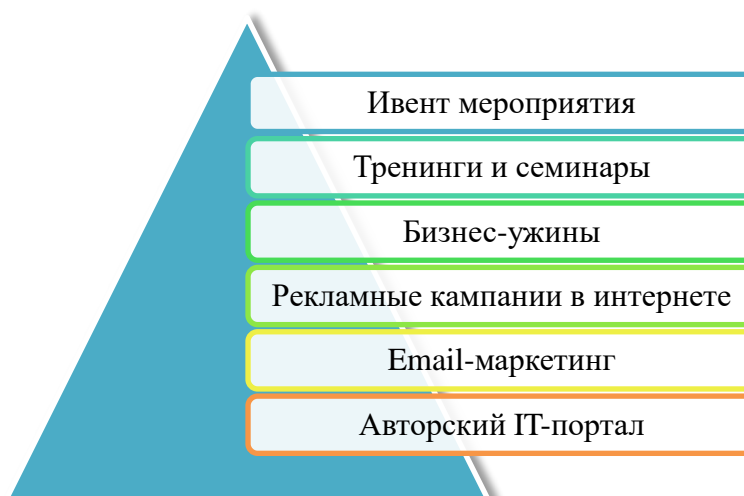 Ивент мероприятия
Тренинги и семинары
Бизнес-ужины
Рекламные кампании в интернете
Email-маркетинг
Авторский IT-портал